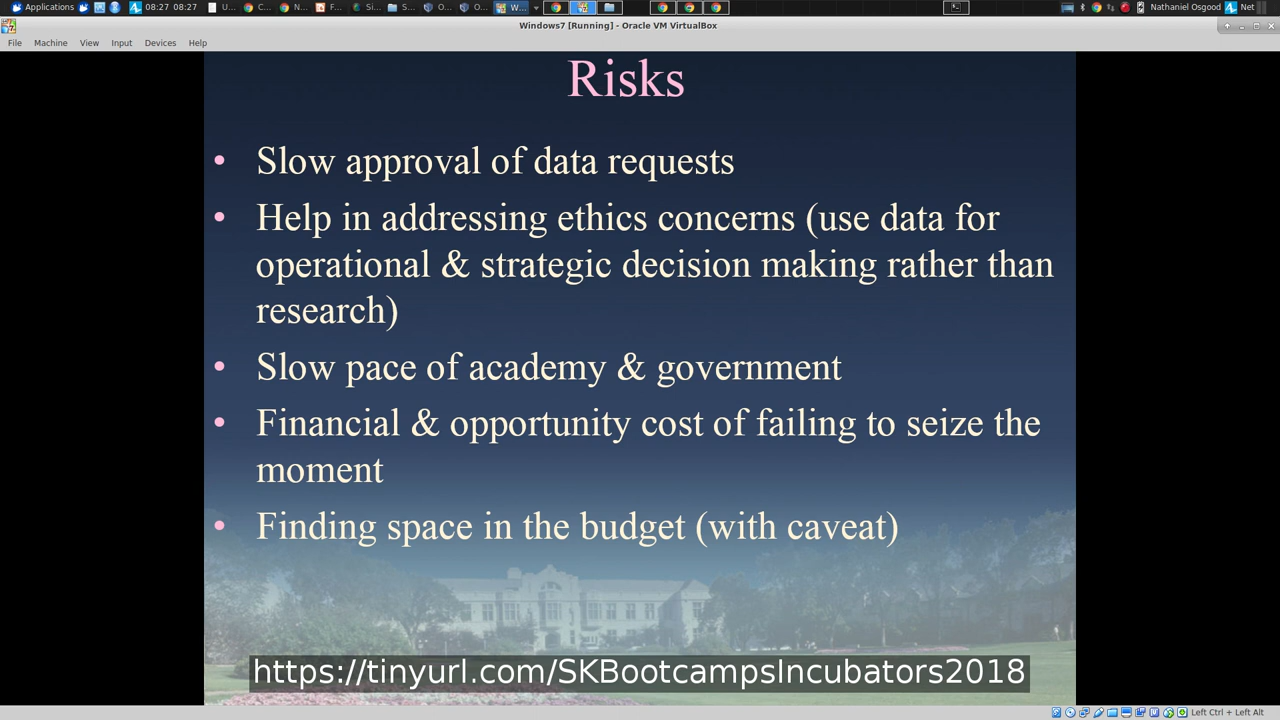 Applications
08:27 08:27
U...
C...
N...
F...
Si...
S...
O...
O...
W...
Nathaniel Osgood
Net
Windows7 [Running] - Oracle VM VirtualBox
File Machine View Input Devices Help
Risks
• Slow approval of data requests
• Help in addressing ethics concerns (use data for
operational & strategic decision making rather than
research)
• Slow pace of academy & government
• Financial & opportunity cost of failing to seize the
moment
• Finding space in the budget (with caveat)
https://tinyurl.com/SKBootcampsIncubators2018
Left Ctrl + Left Alt